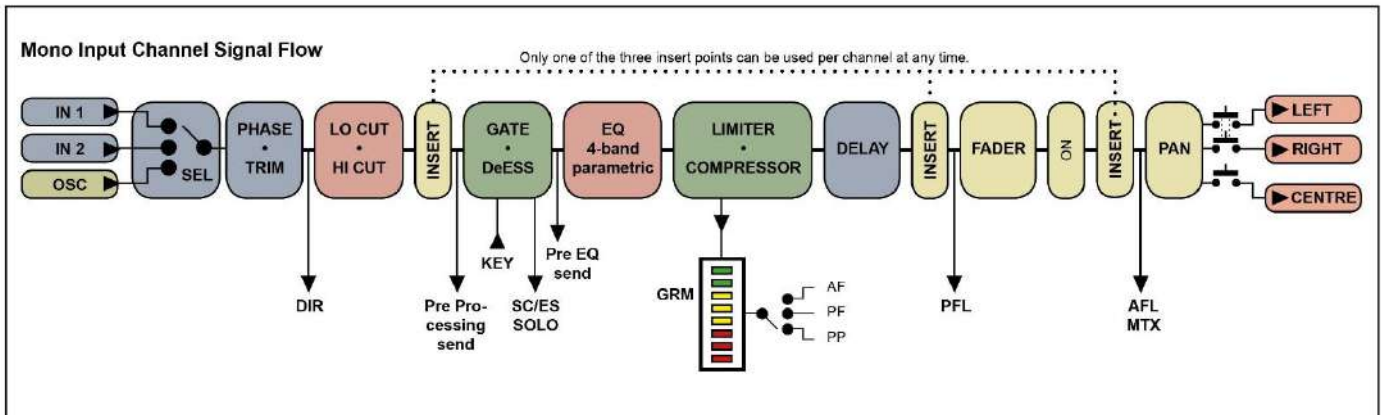 Mono Input Channel Signal Flow
Only one of the three insert points can be used per channel at any time.
IN 1
IN 2
OSC
SEL
PHASE
•
TRIM
LO CUT
•
HI CUT
INSERT
GATE
•
DeESS
EQ
4-band
parametric
LIMITER
•
COMPRESSOR
DELAY
INSERT
FADER
ON
INSERT
PAN
LEFT
RIGHT
CENTRE
DIR
Pre Pro-
cessing
send
KEY
SC/ES
SOLO
Pre EQ
send
GRM
AF
PF
PP
PFL
AFL
MTX